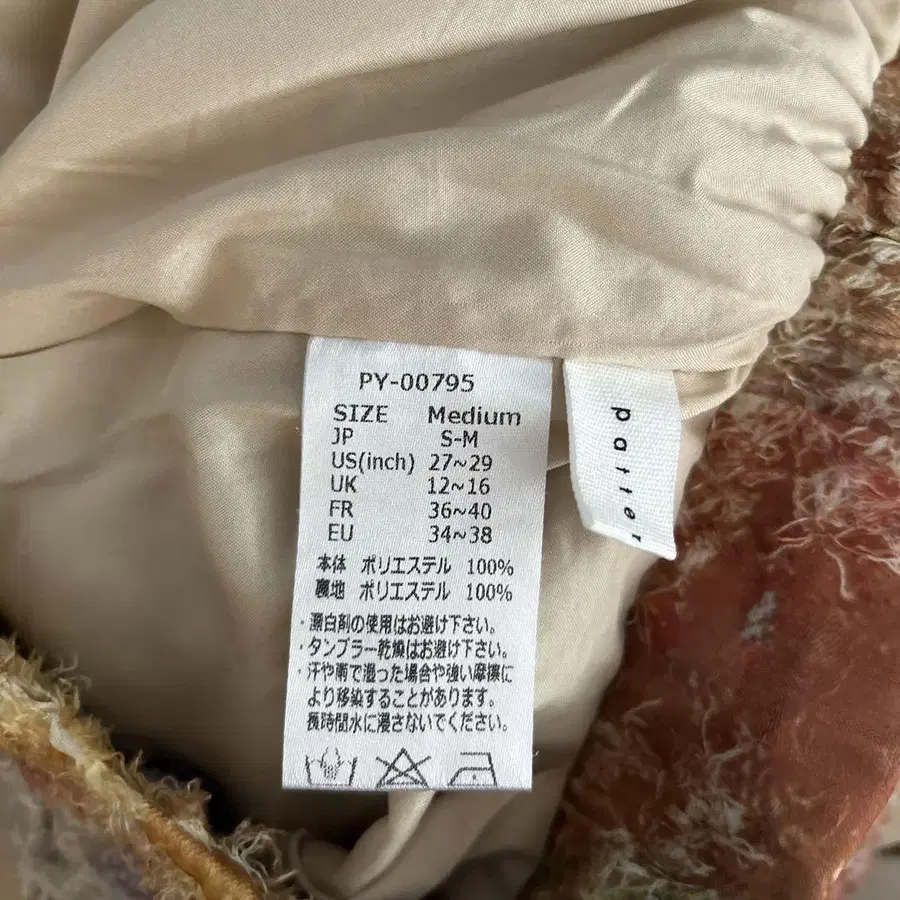 PY-00795
SIZE Medium
JP S-M
US(inch) 27~29
UK 12~16
FR 36~40
EU 34~38
本体 ポリエステル 100%
裏地 ポリエステル 100%
・漂白剤の使用はお避け下さい。
・タンブラー乾燥はお避け下さい。
・汗や雨で湿った場合や強い摩擦に
より移染することがあります。
長時間水に浸さないでください。
patter